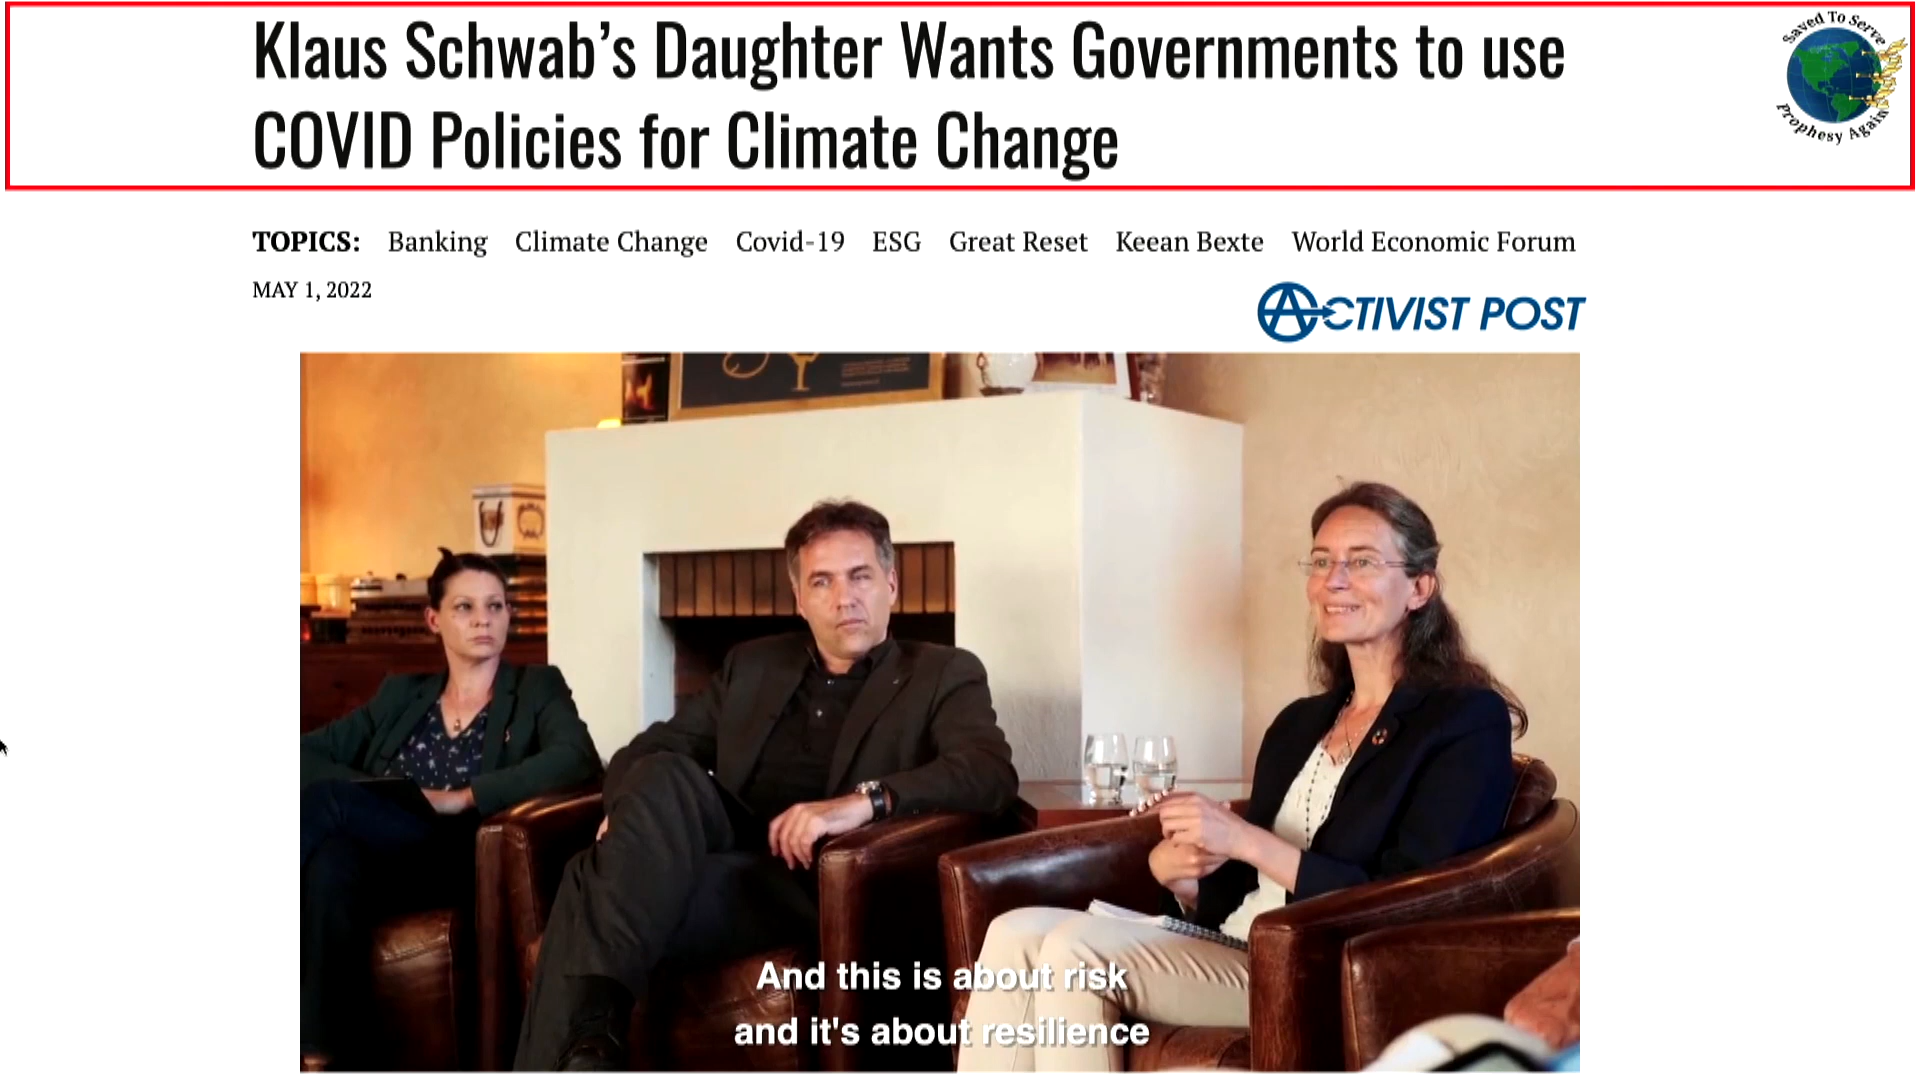 Klaus Schwab’s Daughter Wants Governments to use
COVID Policies for Climate Change
Saved To Serve
Prophesy Again
TOPICS: Banking Climate Change Covid-19 ESG Great Reset Keean Bexte World Economic Forum
MAY 1, 2022
ACTIVIST POST
And this is about risk
and it's about resilience